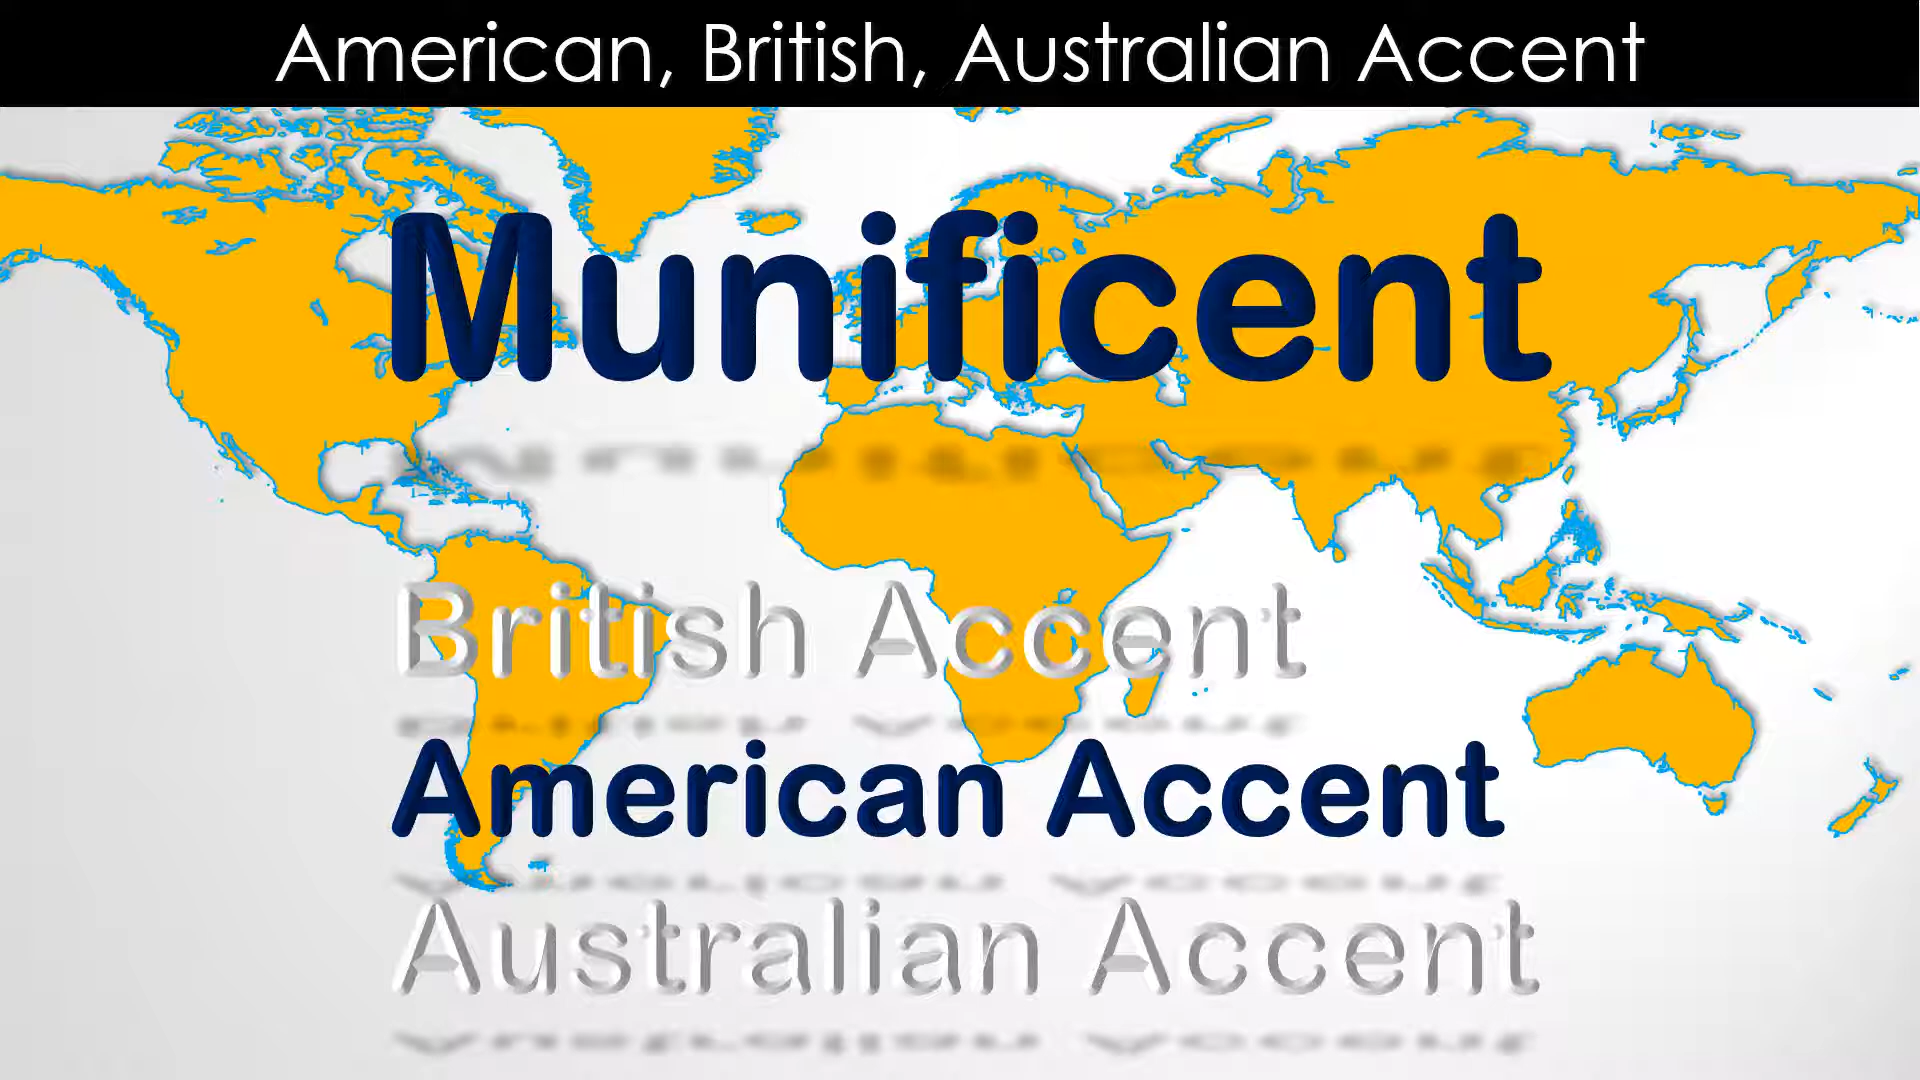 American, British, Australian Accent
Munificent
British Accent
American Accent
Australian Accent